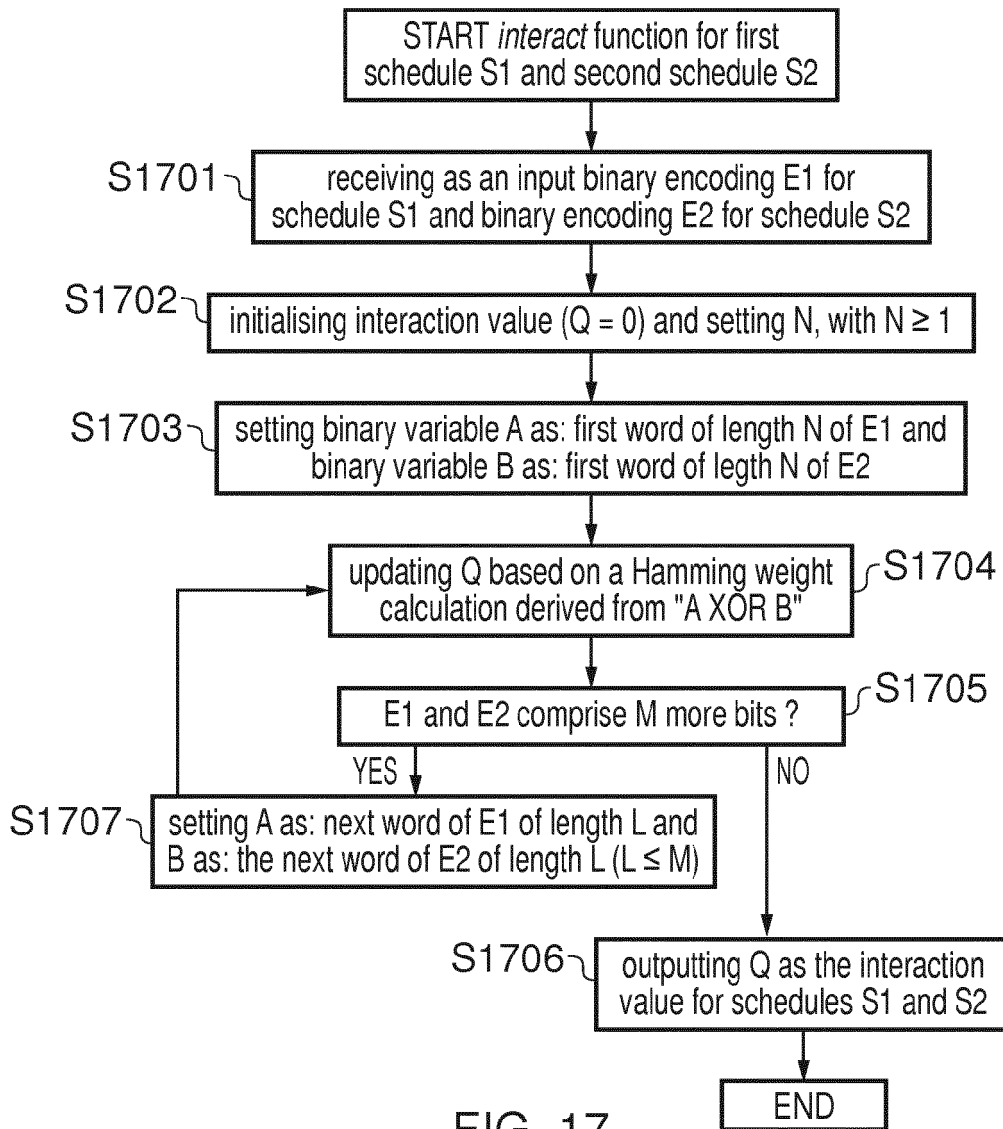 START interact function for first
schedule S1 and second schedule S2
S1701
receiving as an input binary encoding E1 for
schedule S1 and binary encoding E2 for schedule S2
S1702
initialising interaction value (Q = 0) and setting N, with N ≥ 1
S1703
setting binary variable A as: first word of length N of E1 and
binary variable B as: first word of legth N of E2
updating Q based on a Hamming weight
calculation derived from "A XOR B"
S1704
E1 and E2 comprise M more bits ?
S1705
YES
NO
S1707
setting A as: next word of E1 of length L and
B as: the next word of E2 of length L (L ≤ M)
S1706
outputting Q as the interaction
value for schedules S1 and S2
END
FIG. 17